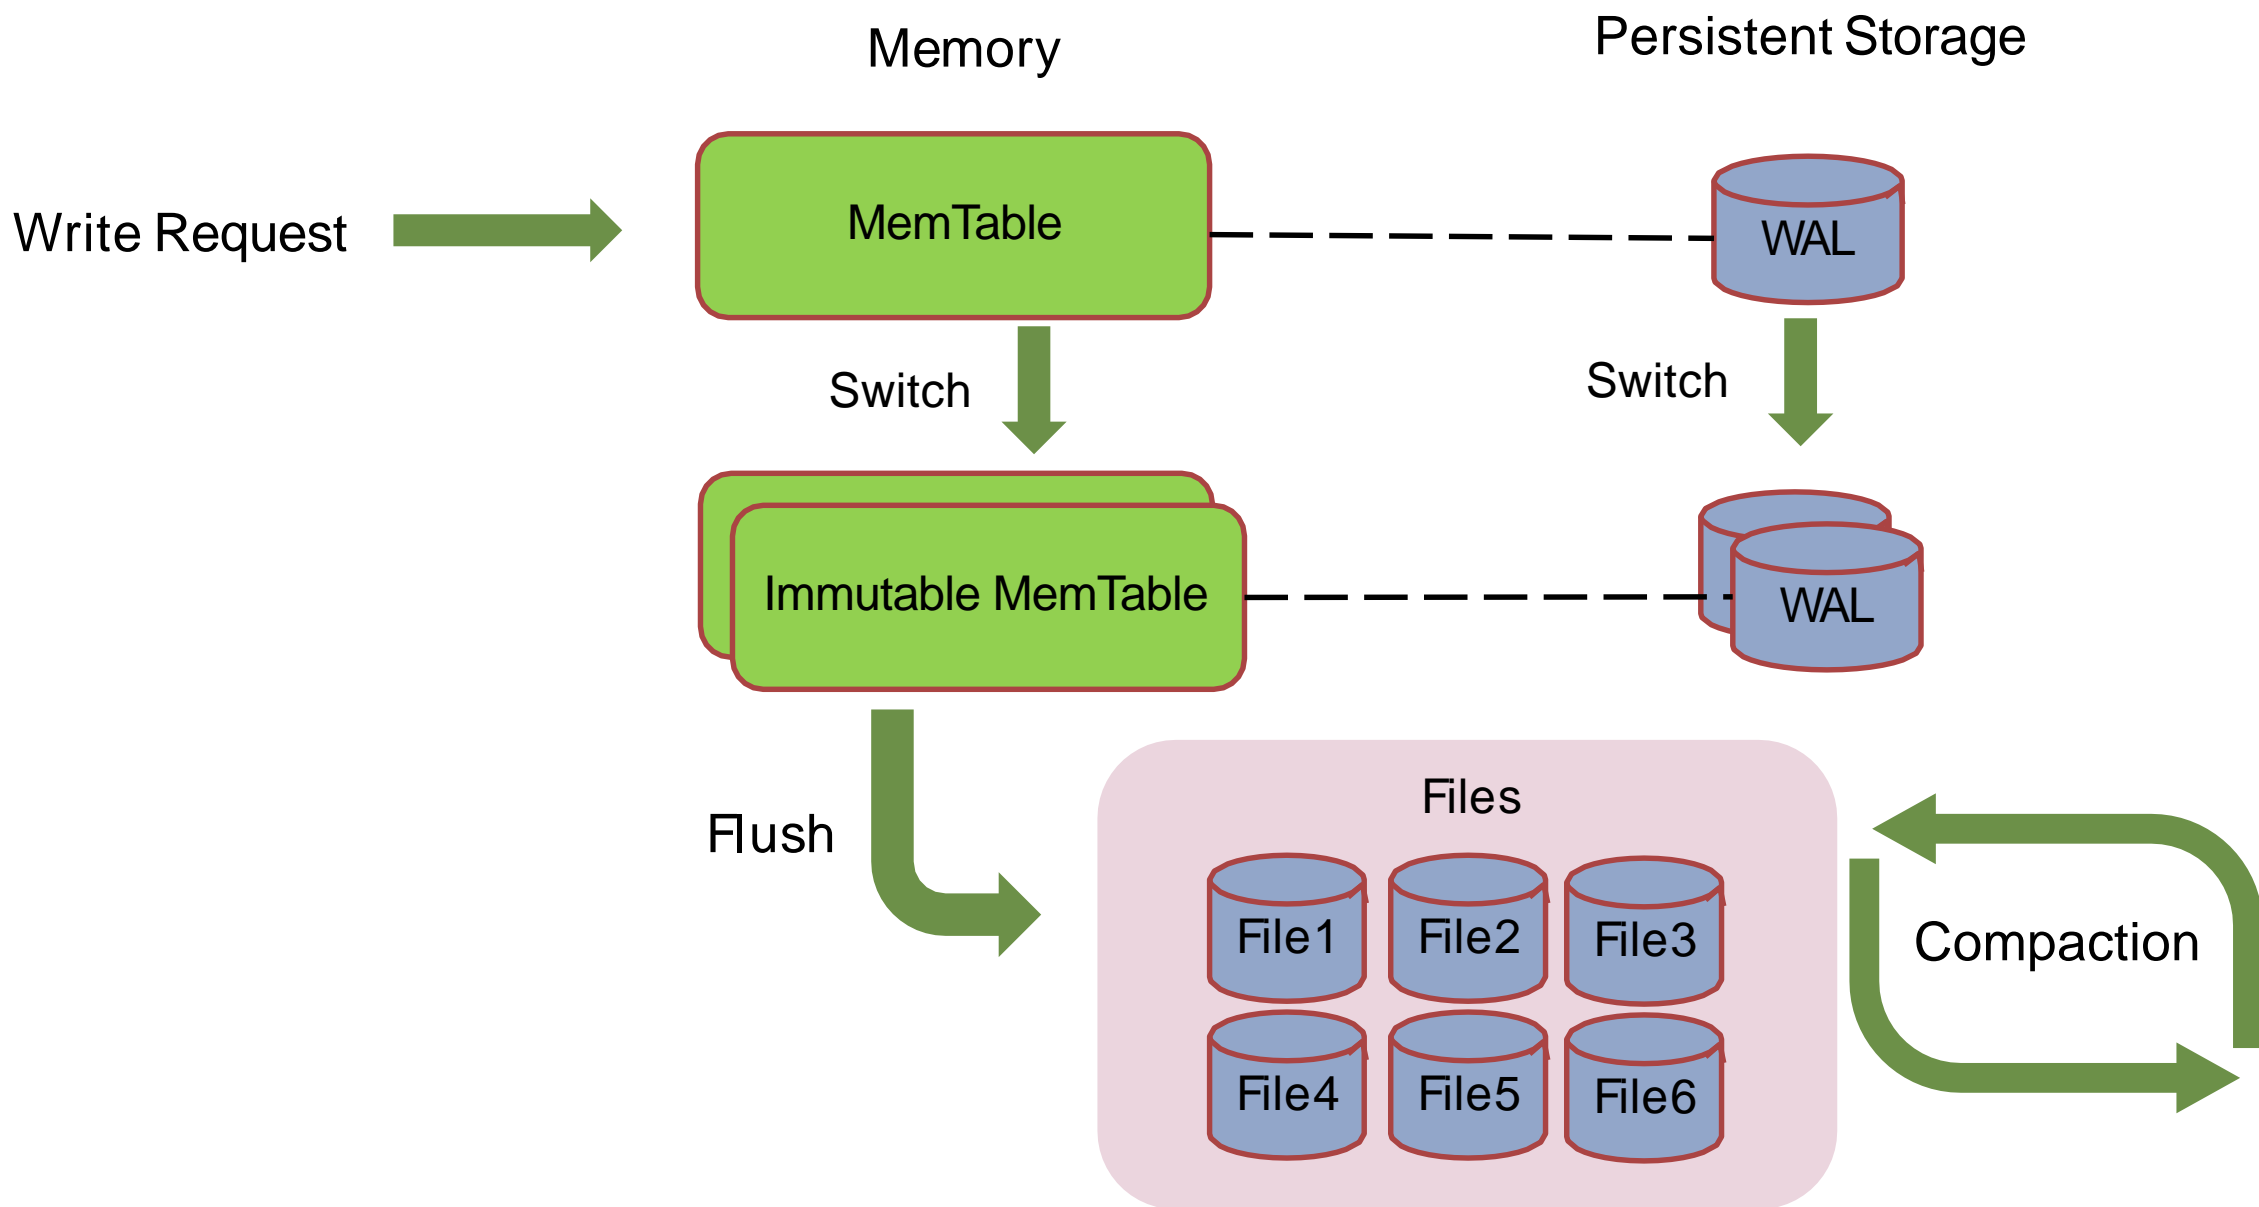 Memory
Persistent Storage
Write Request
MemTable
WAL
Switch
Switch
Immutable MemTable
WAL
Flush
Files
File1
File2
File3
Compaction
File4
File5
File6